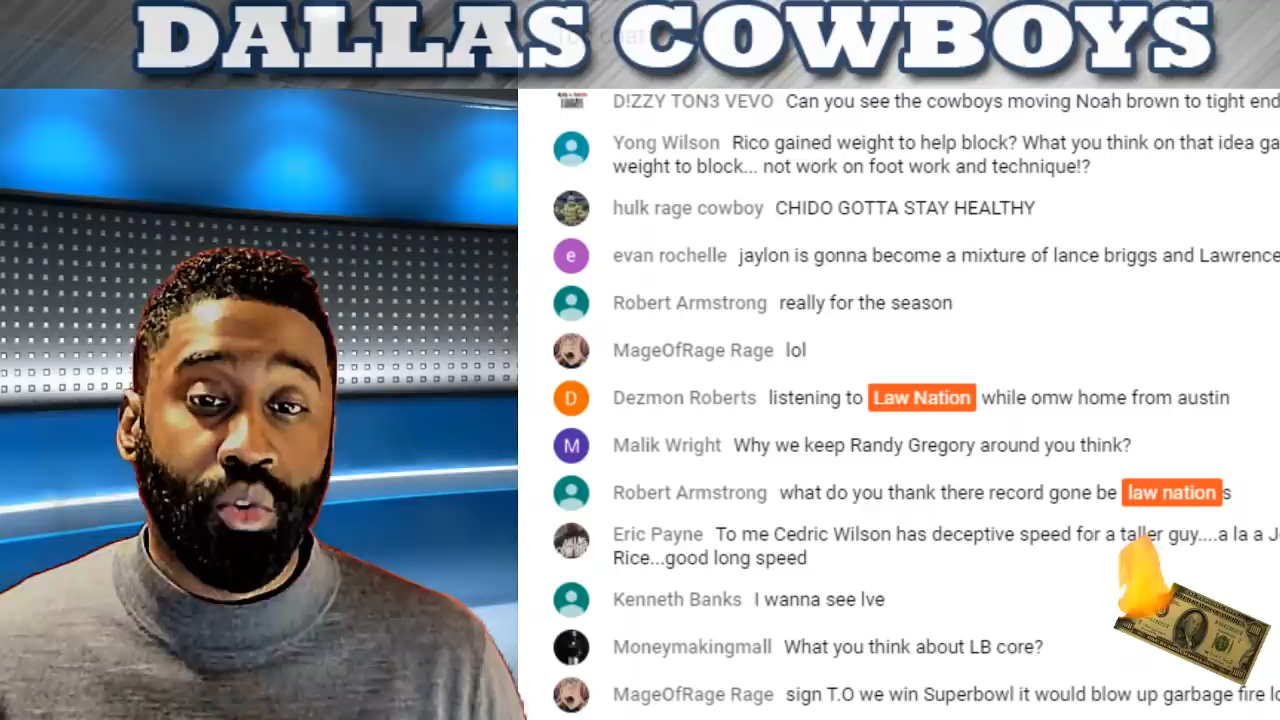 DALLAS COWBOYS
D!ZZY TON3 VEVO Can you see the cowboys moving Noah brown to tight end
Yong Wilson Rico gained weight to help block? What you think on that idea ga
weight to block... not work on foot work and technique!?
hulk rage cowboy CHIDO GOTTA STAY HEALTHY
e evan rochelle jaylon is gonna become a mixture of lance briggs and Lawrence
Robert Armstrong really for the season
MageOfRage Rage lol
D Dezmon Roberts listening to Law Nation while omw home from austin
M Malik Wright Why we keep Randy Gregory around you think?
Robert Armstrong what do you thank there record gone be law nation s
Eric Payne To me Cedric Wilson has deceptive speed for a taller guy....a la a J
Rice...good long speed
Kenneth Banks I wanna see lve
Moneymakingmall What you think about LB core?
MageOfRage Rage sign T.O we win Superbowl it would blow up garbage fire lo
100